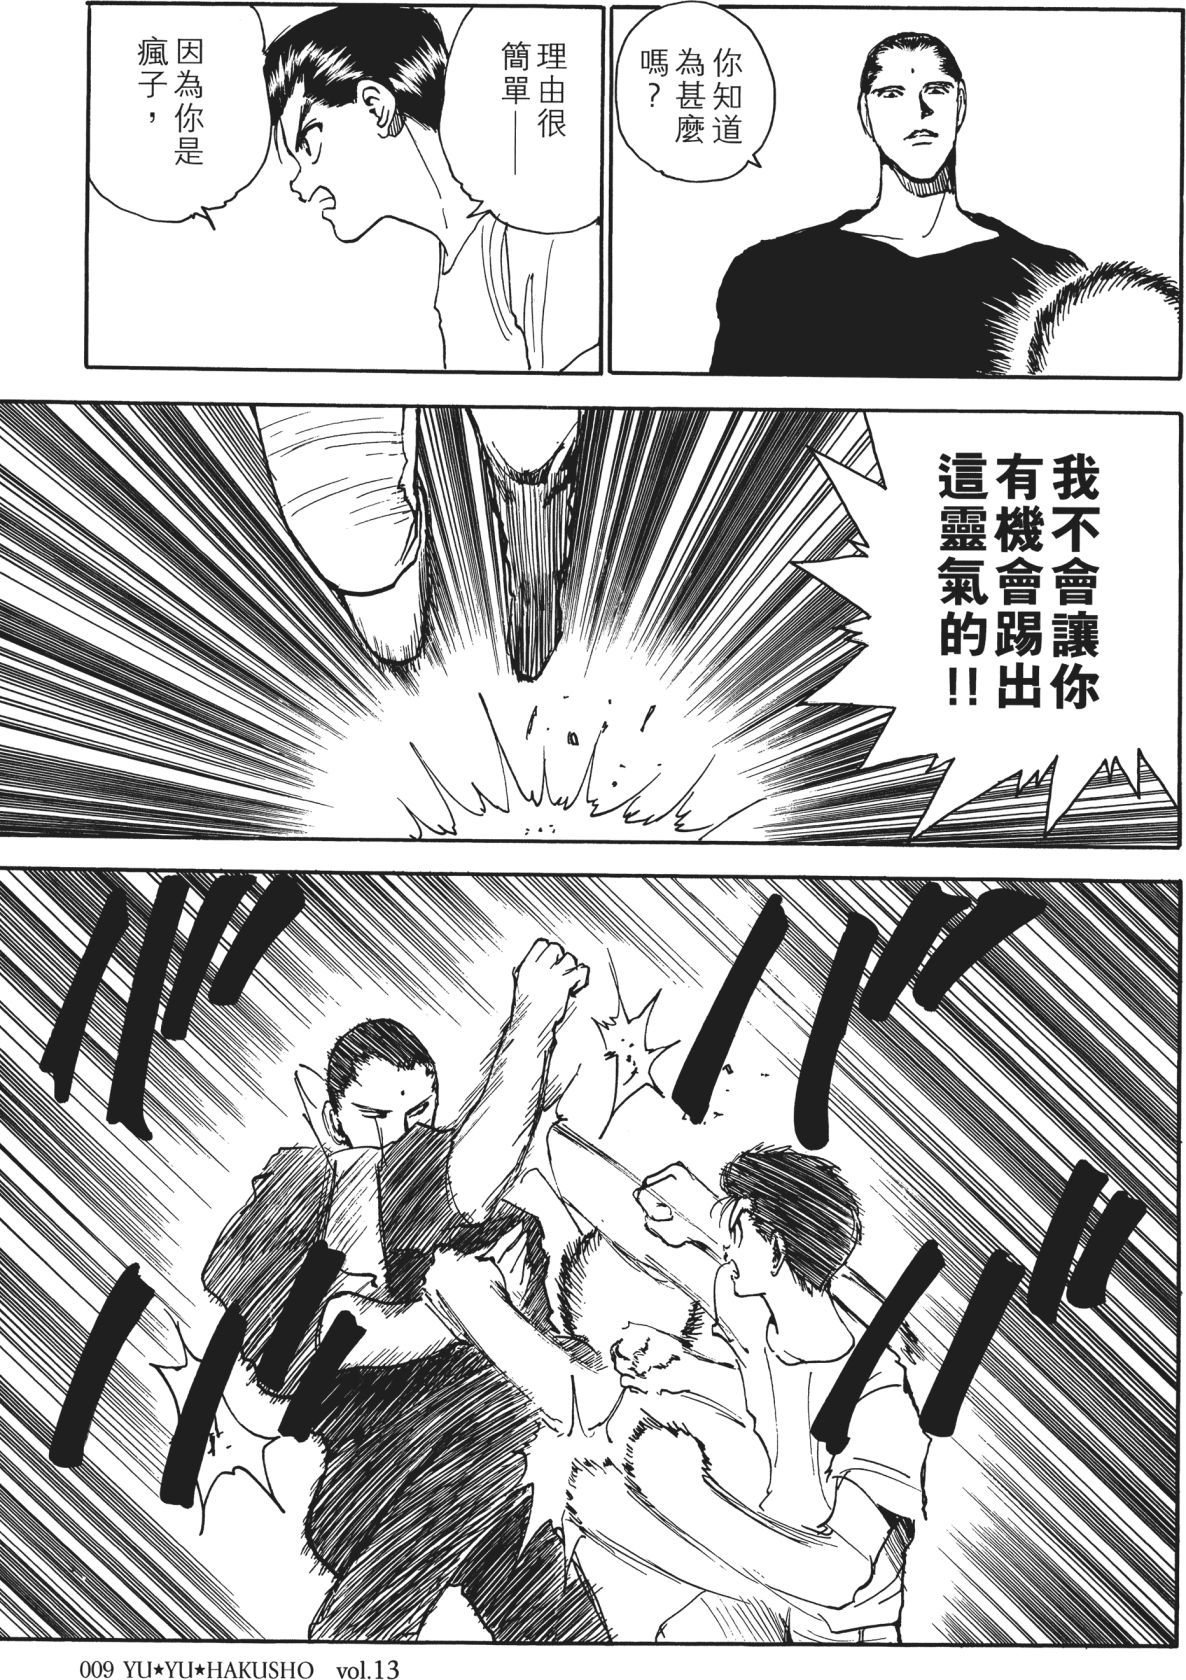 你知道
為甚麼
嗎？
理由很
簡單——
因為你是
瘋子，
我不會讓你
有機會踢出
這靈氣的!!
009 YU★YU★HAKUSHO vol.13